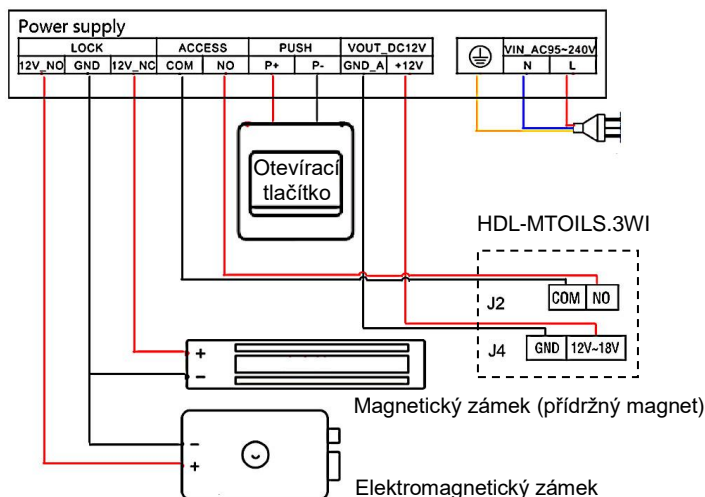 Power supply
LOCK ACCESS PUSH VOUT_DC12V VIN_AC95~240V
12V_NO GND 12V_NC COM NO P+ P- GND_A +12V N L
Otevírací
tlačítko
HDL-MTOILS.3WI
J2 COM NO
J4 GND 12V~18V
+
-
Magnetický zámek (přídržný magnet)
-
+
Elektromagnetický zámek